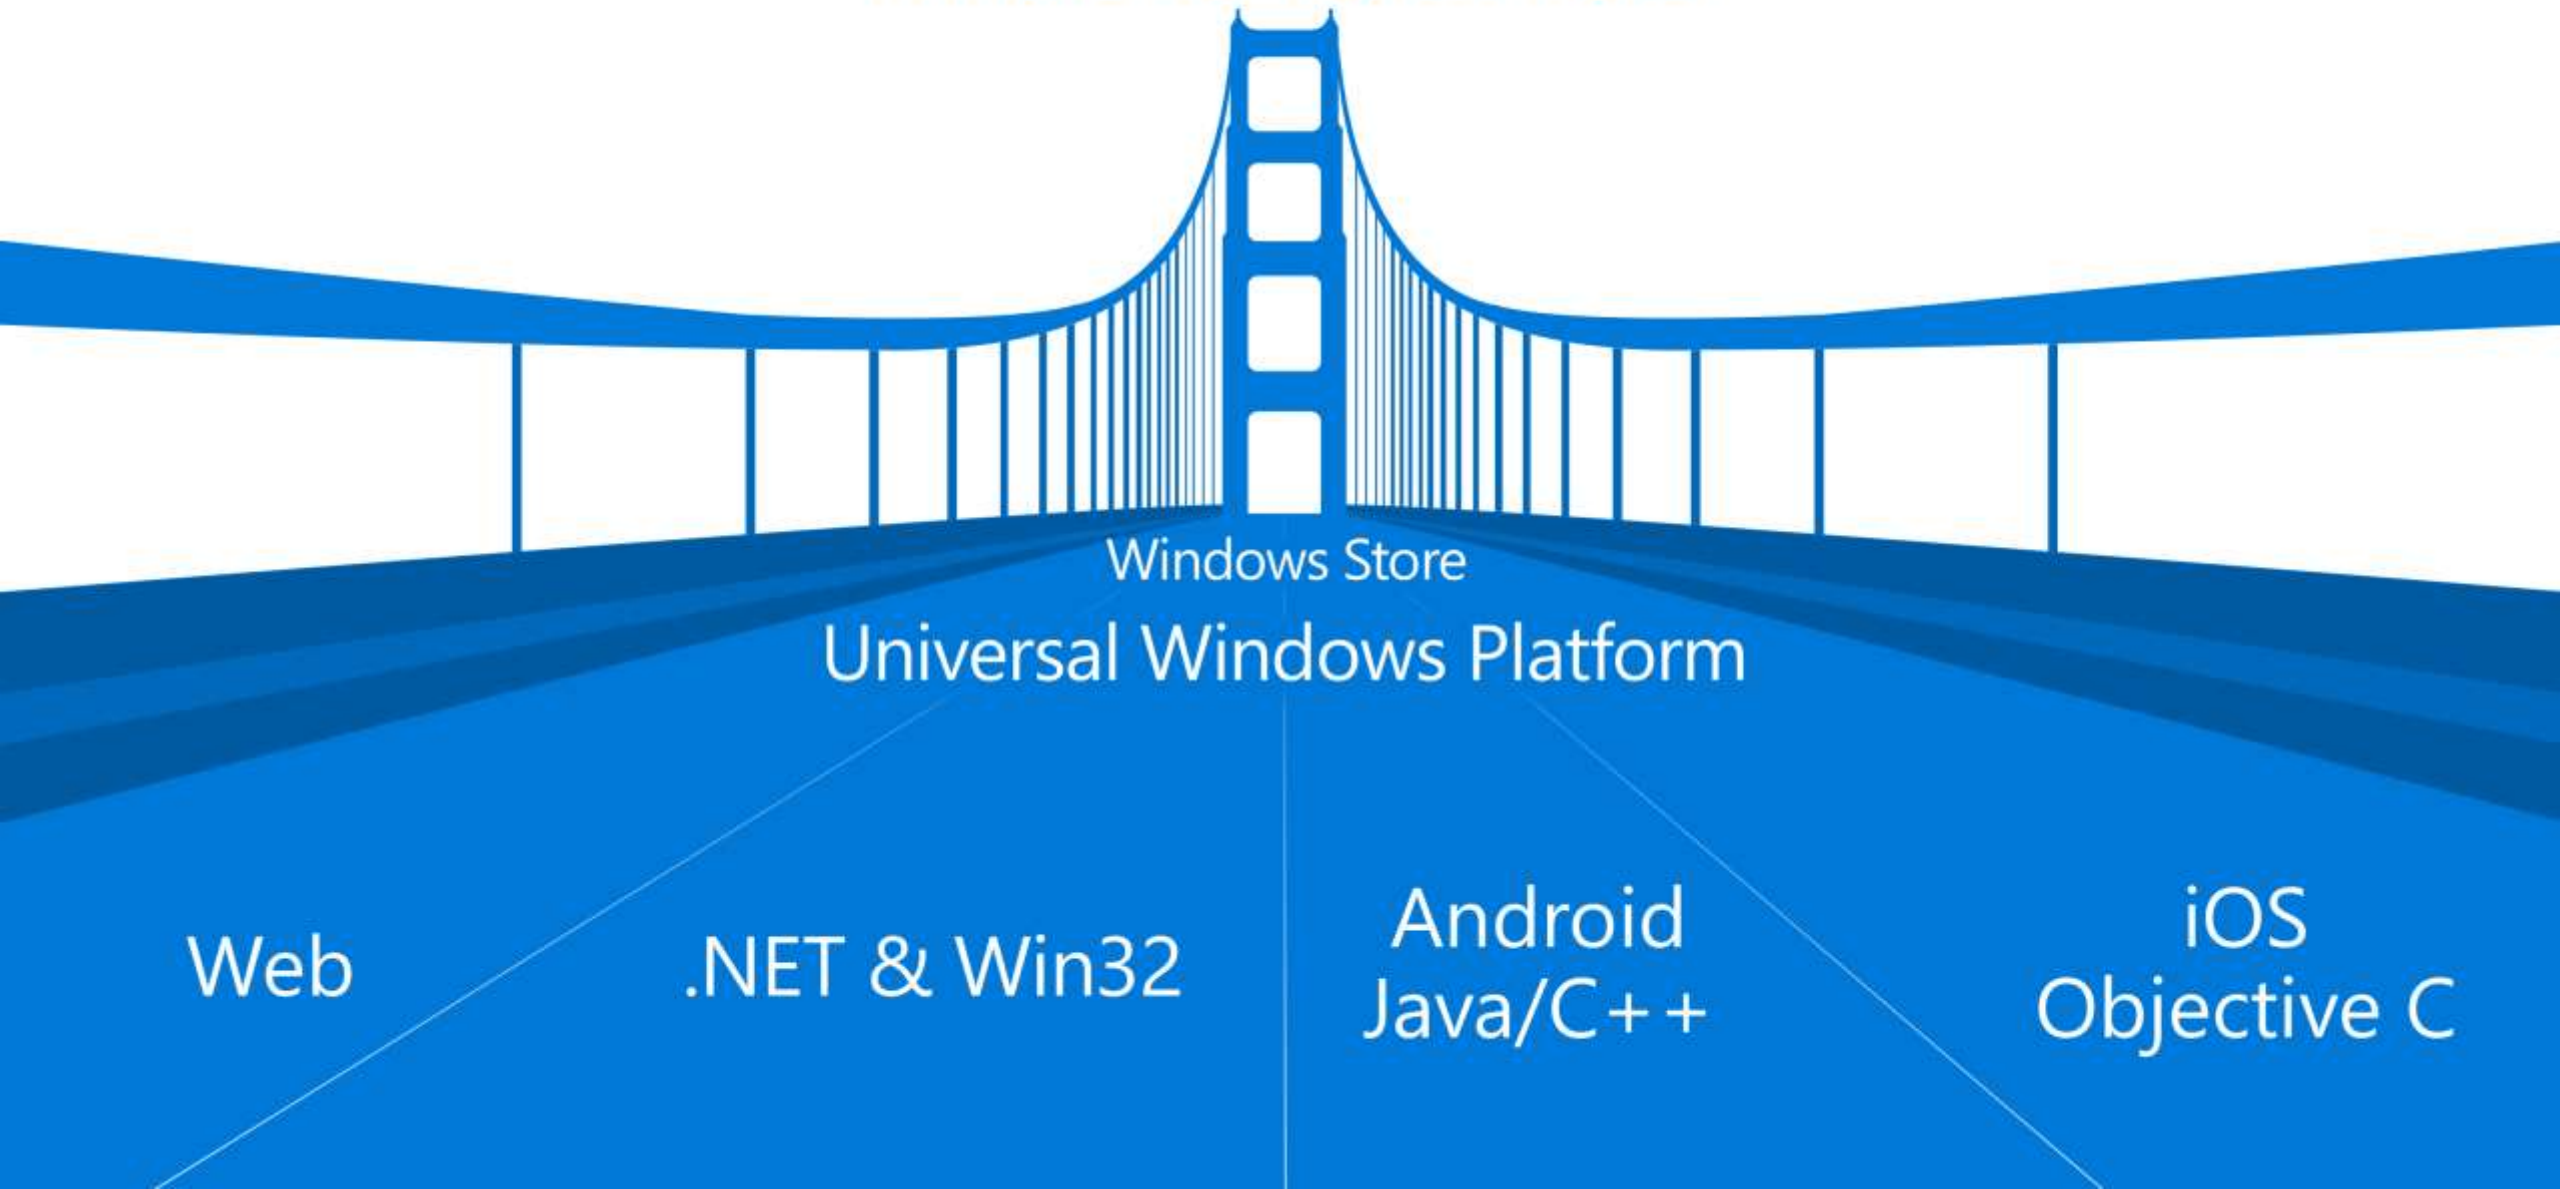 Windows Store
Universal Windows Platform
Web
.NET & Win32
Android
Java/C++
iOS
Objective C